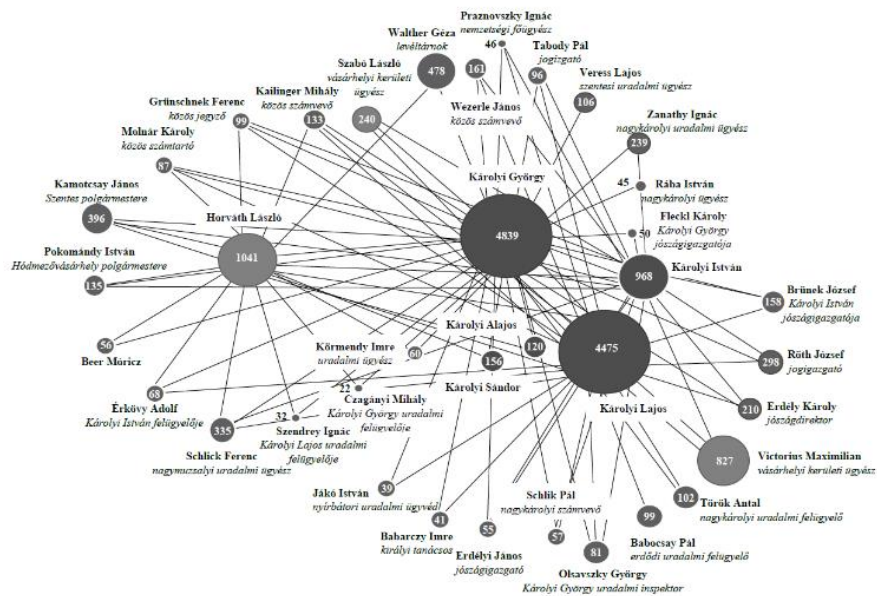 Praznovszky Ignác
nemzetségi főügyész
46
Walther Géza
levéltárnok
478
161
Wezerle János
közös számvevő
Tabody Pál
jogigazgató
96
Veress Lajos
szentesi uradalmi ügyész
106
Szabó László
vásárhelyi kerületi
ügyész
240
Kailinger Mihály
közös számvevő
133
Grünschnek Ferenc
közös jegyző
99
Zanathy Ignác
nagykárolyi uradalmi ügyész
239
Molnár Károly
közös számtartó
87
45
Rába István
nagykárolyi ügyész
Károlyi György
4839
Kamotcsay János
Szentes polgármestere
396
Horváth László
1041
50
Fleckl Károly
Károlyi György
jószágigazgatója
Pokomándy István
Hódmezővásárhely polgármestere
135
968
Károlyi István
Brünek József
Károlyi István
jószágigazgatója
158
56
Beer Móricz
Körmendy Imre
uradalmi ügyész
60
Károlyi Alajos
120
156
Károlyi Sándor
4475
Károlyi Lajos
298
Róth József
jogigazgató
22
Czagányi Mihály
Károlyi György uradalmi
felügyelője
68
Érkövy Adolf
Károlyi István felügyelője
32
Szendrey Ignác
Károlyi Lajos uradalmi
felügyelője
210
Erdély Károly
jószágdirektor
335
Schlick Ferenc
nagymuzsalyi uradalmi ügyész
827
Victorius Maximilian
vásárhelyi kerületi ügyész
39
Jákó István
nyírbátori uradalmi ügyvéd
Schlik Pál
nagykárolyi számvevő
57
102
Török Antal
nagykárolyi uradalmi felügyelő
41
Babarczy Imre
királyi tanácsos
55
Erdélyi János
jószágigazgató
99
Babocsay Pál
erdődi uradalmi felügyelő
81
Olsavszky György
Károlyi György uradalmi inspektor